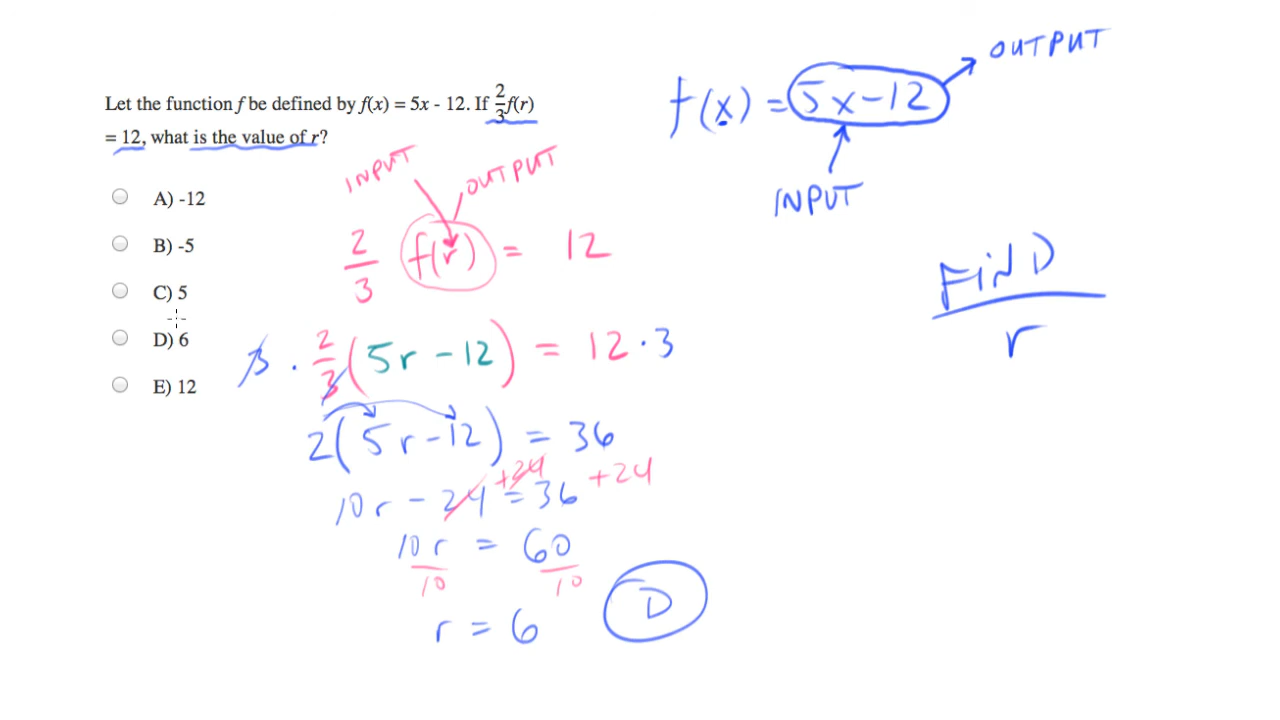 Let the function f be defined by f(x) = 5x - 12. If 2/3 f(r)
= 12, what is the value of r?
A) -12
B) -5
C) 5
D) 6
E) 12
f(x) = 5x-12
OUTPUT
INPUT
FIND
r
INPUT
OUTPUT
2/3 f(r) = 12
3 · 2/3 (5r - 12) = 12 · 3
2(5r - 12) = 36
+24 +24
10r - 24 = 36
10r = 60
10 10
r = 6
D